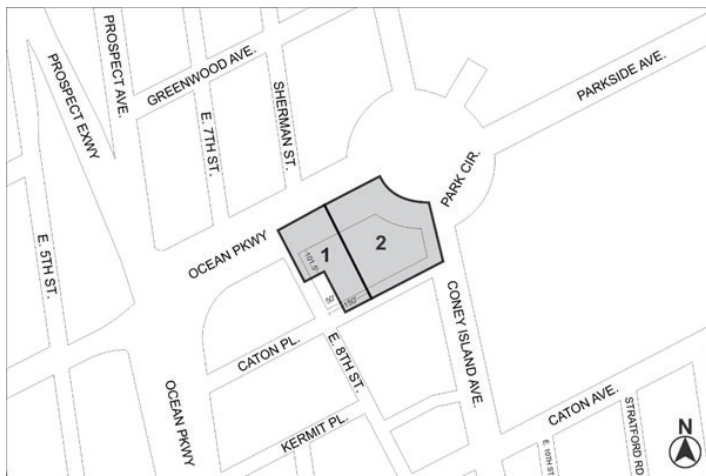 PROSPECT EXWY
PROSPECT AVE.
GREENWOOD AVE.
E. 7TH ST.
SHERMAN ST.
PARKSIDE AVE.
PARK CIR.
E. 5TH ST.
OCEAN PKWY
1
2
101.5'
50'
150'
CATON PL.
E. 8TH ST.
CONEY ISLAND AVE.
OCEAN PKWY
KERMIT PL.
CATON AVE.
E. 10TH ST
STRATFORD RD
N